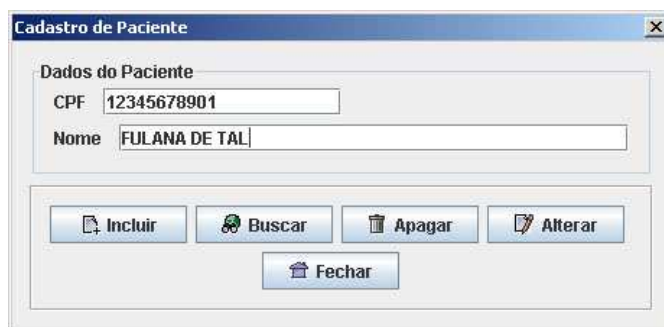 Cadastro de Paciente
Dados do Paciente
CPF 12345678901
Nome FULANA DE TAL
Incluir Buscar Apagar Alterar
Fechar